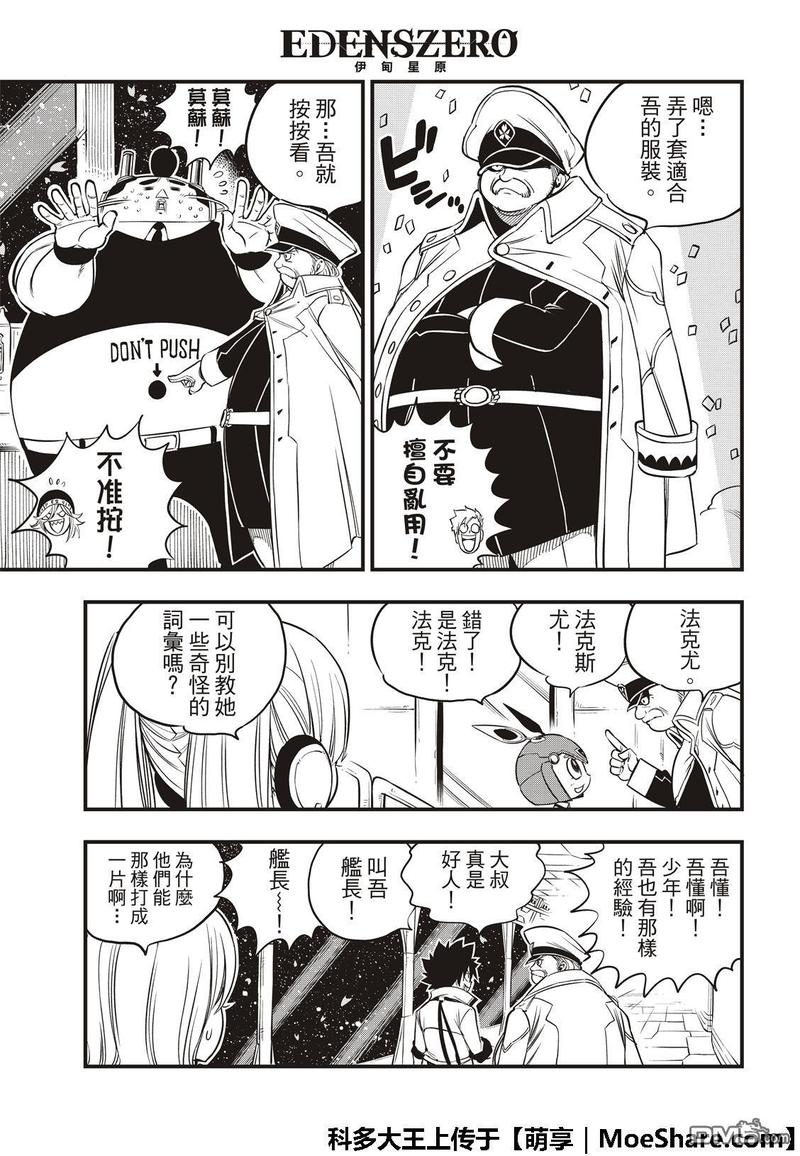 EDENSZERO
伊甸星原
嗯…
弄了套適合
吾的服裝。
ビシッ
不要
擅自亂用！
那…吾就
按按看。
莫蘇！
莫蘇！
DON'T PUSH
不准按！
法克尤。
法克斯
尤！
錯了！
是法克！
法克！
可以別教她
一些奇怪的
詞彙嗎？
吾懂！
吾懂啊！
少年！
吾也有那樣
的經驗！
大叔
真是
好人！
叫吾
艦長！
艦長～！
為什麼
他們能
那樣打成
一片啊…
科多大王上传于【萌享｜MoeShare.com】